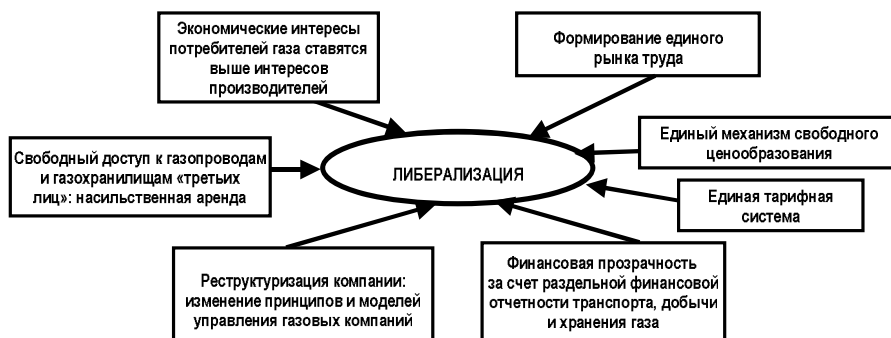 Экономические интересы
потребителей газа ставятся
выше интересов
производителей
Формирование единого
рынка труда
Свободный доступ к газопроводам
и газохранилищам «третьих
лиц»: насильственная аренда
ЛИБЕРАЛИЗАЦИЯ
Единый механизм свободного
ценообразования
Единая тарифная
система
Реструктуризация компании:
изменение принципов и моделей
управления газовых компаний
Финансовая прозрачность
за счет раздельной финансовой
отчетности транспорта, добычи
и хранения газа